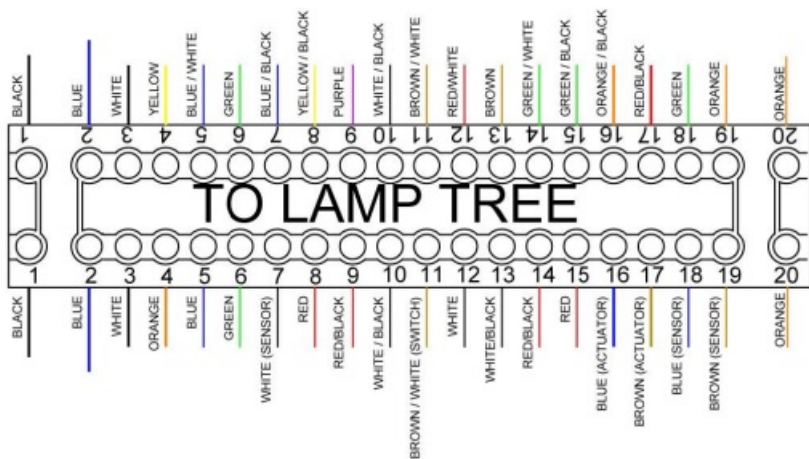 BLACK
BLUE
WHITE
YELLOW
BLUE / WHITE
GREEN
BLUE / BLACK
YELLOW / BLACK
PURPLE
WHITE / BLACK
BROWN / WHITE
RED/WHITE
BROWN
GREEN / WHITE
GREEN / BLACK
ORANGE / BLACK
RED/BLACK
GREEN
ORANGE
ORANGE
1 2 3 4 5 6 7 8 9 10 11 12 13 14 15 16 17 18 19 20
TO LAMP TREE
1 2 3 4 5 6 7 8 9 10 11 12 13 14 15 16 17 18 19 20
BLACK
BLUE
WHITE
ORANGE
BLUE
GREEN
WHITE (SENSOR)
RED
RED/BLACK
WHITE / BLACK
BROWN / WHITE (SWITCH)
WHITE
WHITE/BLACK
RED/BLACK
RED
BLUE (ACTUATOR)
BROWN (ACTUATOR)
BLUE (SENSOR)
BROWN (SENSOR)
ORANGE